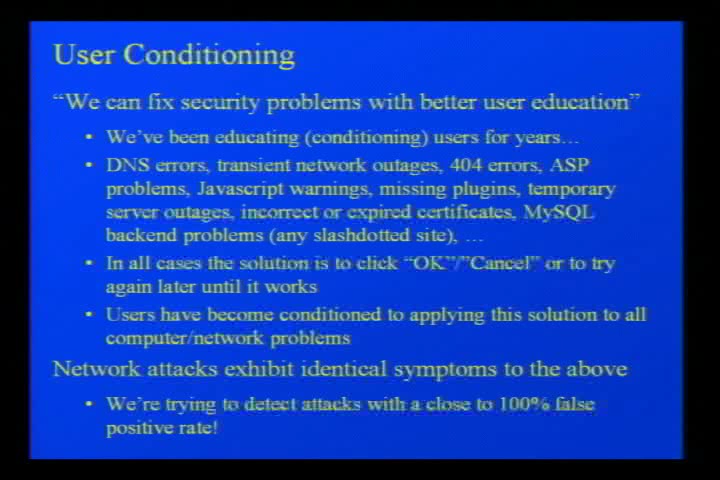 User Conditioning
“We can fix security problems with better user education”
• We've been educating (conditioning) users for years…
• DNS errors, transient network outages, 404 errors, ASP
problems, Javascript warnings, missing plugins, temporary
server outages, incorrect or expired certificates, MySQL
backend problems (any slashdotted site), …
• In all cases the solution is to click “OK”/”Cancel” or to try
again later until it works
• Users have become conditioned to applying this solution to all
computer/network problems
Network attacks exhibit identical symptoms to the above
• We're trying to detect attacks with a close to 100% false
positive rate!